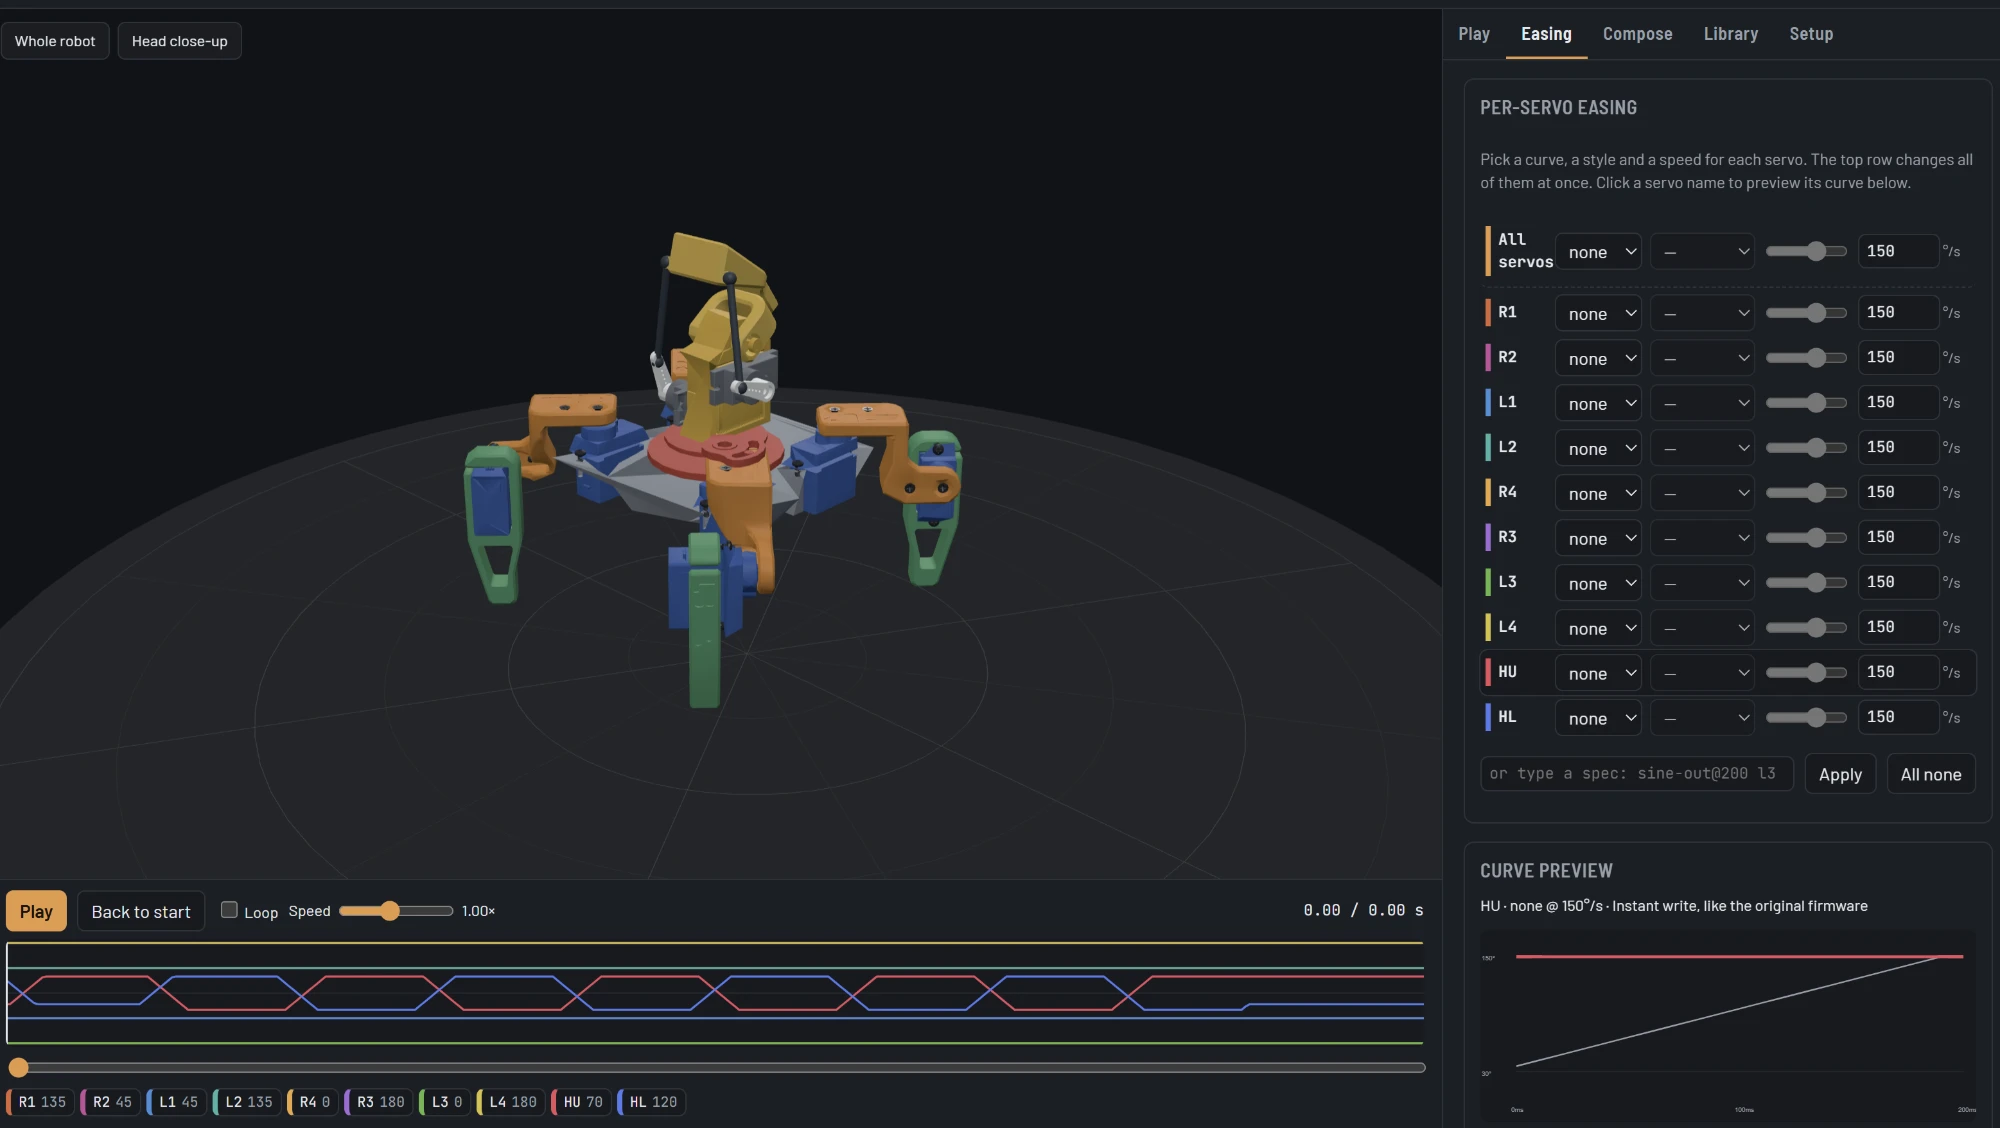 Whole robot Head close-up
Play Easing Compose Library Setup
PER-SERVO EASING
Pick a curve, a style and a speed for each servo. The top row changes all
of them at once. Click a servo name to preview its curve below.
All servos none — 150 °/s
R1 none — 150 °/s
R2 none — 150 °/s
L1 none — 150 °/s
L2 none — 150 °/s
R4 none — 150 °/s
R3 none — 150 °/s
L3 none — 150 °/s
L4 none — 150 °/s
HU none — 150 °/s
HL none — 150 °/s
or type a spec: sine-out@200 l3 Apply All none
CURVE PREVIEW
HU · none @ 150°/s · Instant write, like the original firmware
150°
30°
0ms 100ms 200ms
Play Back to start Loop Speed 1.00× 0.00 / 0.00 s
R1 135 R2 45 L1 45 L2 135 R4 0 R3 180 L3 0 L4 180 HU 70 HL 120